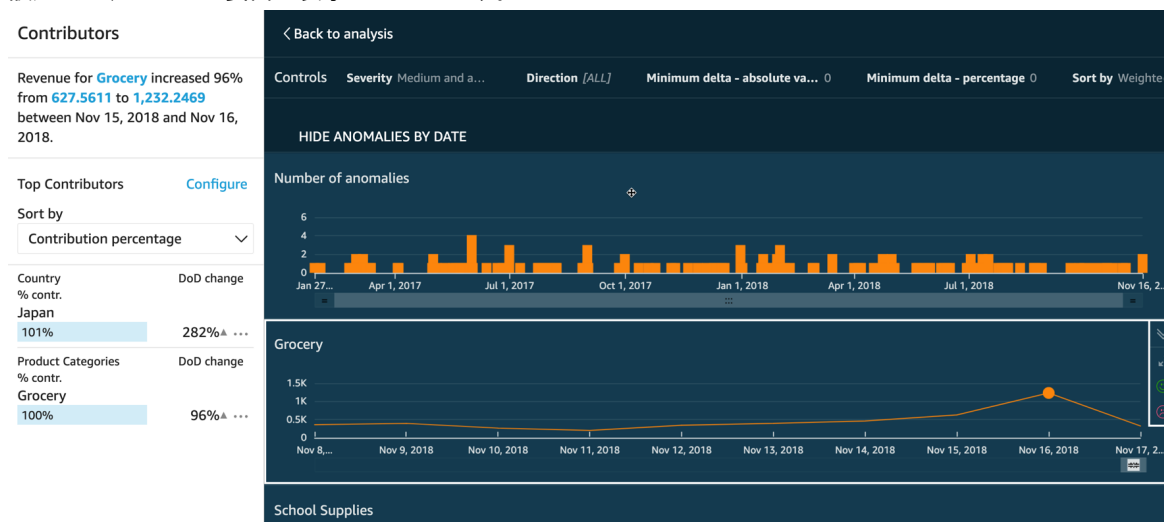 Contributors
Revenue for Grocery increased 96%
from 627.5611 to 1,232.2469
between Nov 15, 2018 and Nov 16,
2018.
Top Contributors Configure
Sort by
Contribution percentage
Country DoD change
% contr.
Japan
101% 282%
Product Categories DoD change
% contr.
Grocery
100% 96%
Back to analysis
Controls Severity Medium and a... Direction [ALL] Minimum delta - absolute va... 0 Minimum delta - percentage 0 Sort by Weighte
HIDE ANOMALIES BY DATE
Number of anomalies
6
4
2
0
Jan 27... Apr 1, 2017 Jul 1, 2017 Oct 1, 2017 Jan 1, 2018 Apr 1, 2018 Jul 1, 2018 Nov 16, 2...
Grocery
1.5K
1K
0.5K
0
Nov 8,... Nov 9, 2018 Nov 10, 2018 Nov 11, 2018 Nov 12, 2018 Nov 13, 2018 Nov 14, 2018 Nov 15, 2018 Nov 16, 2018 Nov 17, 2...
School Supplies